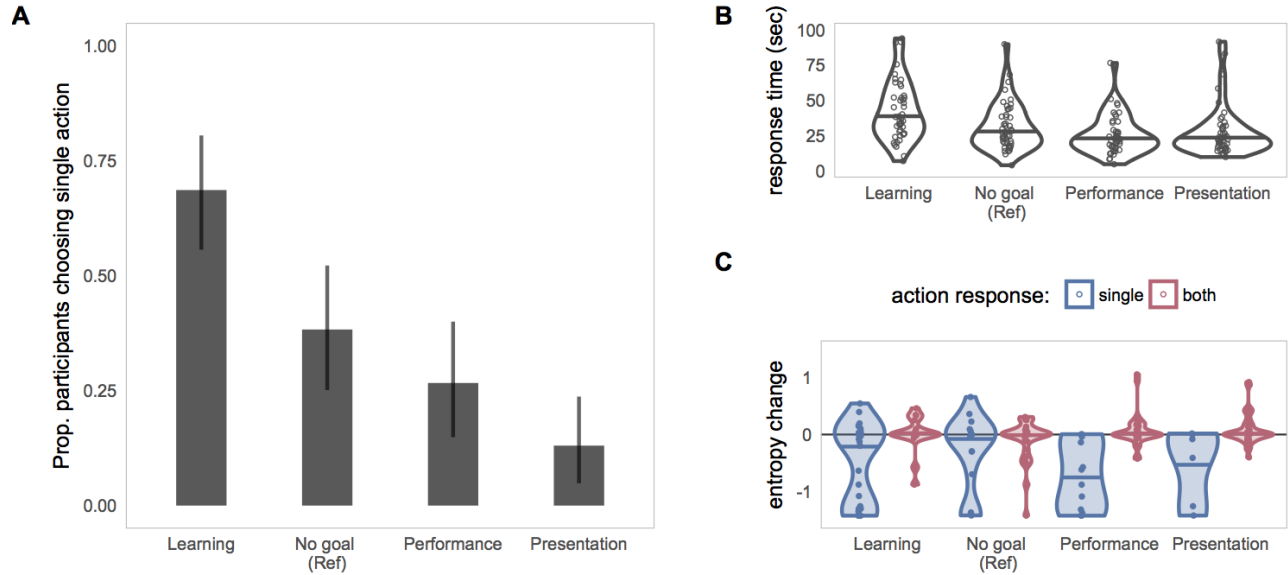 A
Prop. participants choosing single action
1.00
0.75
0.50
0.25
0.00
Learning
No goal
(Ref)
Performance
Presentation
B
response time (sec)
100
75
50
25
0
Learning
No goal
(Ref)
Performance
Presentation
C
action response:
single
both
entropy change
1
0
-1
Learning
No goal
(Ref)
Performance
Presentation